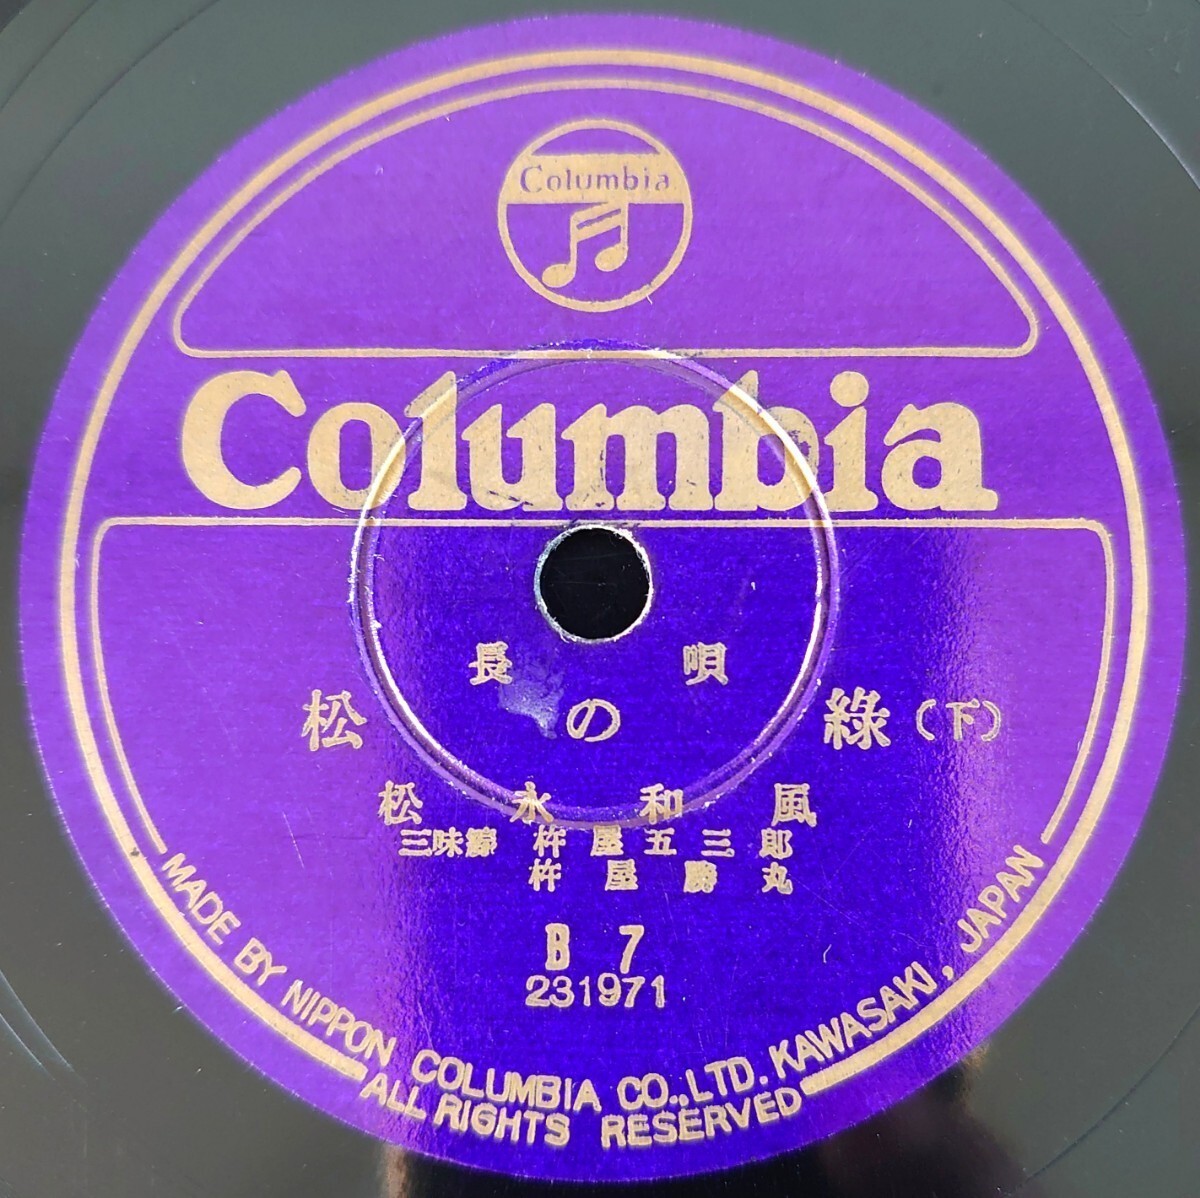 Columbia
Columbia
長唄
松の綠（下）
松永和風
三味線 杵屋五三郎
杵屋勝丸
B 7
231971
MADE BY NIPPON COLUMBIA CO.,LTD. KAWASAKI, JAPAN
ALL RIGHTS RESERVED